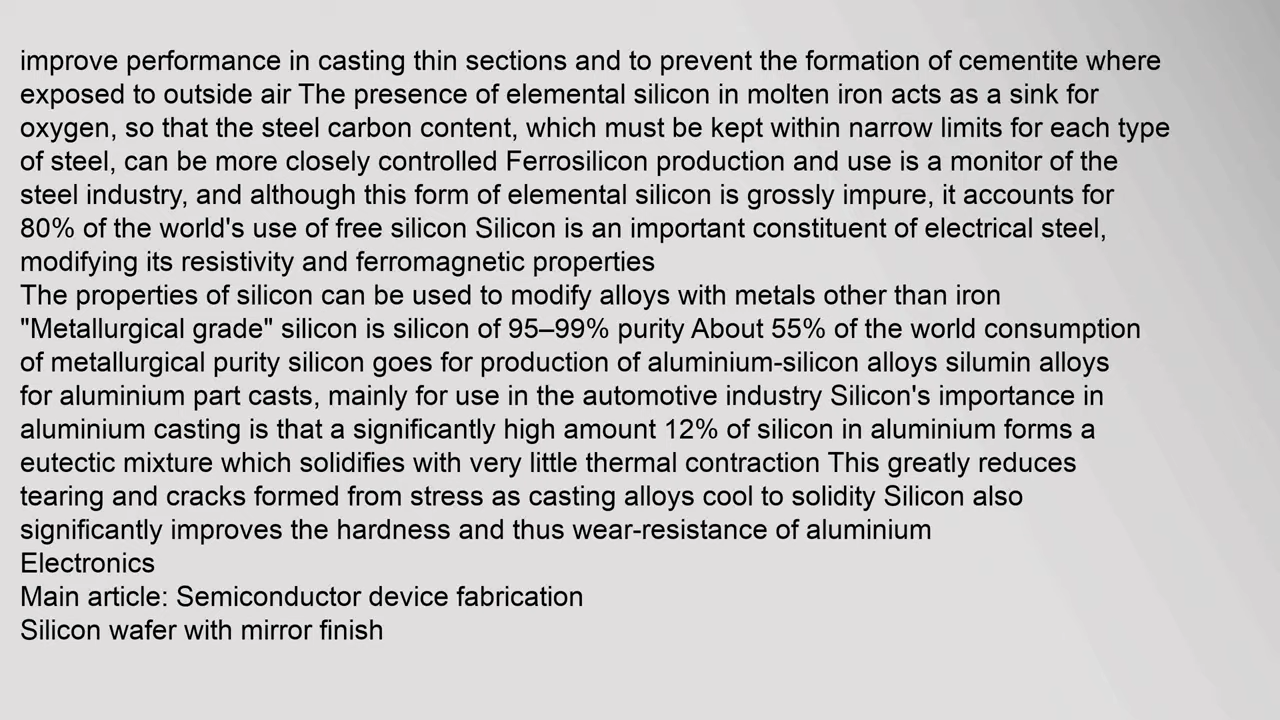 improve performance in casting thin sections and to prevent the formation of cementite where
exposed to outside air The presence of elemental silicon in molten iron acts as a sink for
oxygen, so that the steel carbon content, which must be kept within narrow limits for each type
of steel, can be more closely controlled Ferrosilicon production and use is a monitor of the
steel industry, and although this form of elemental silicon is grossly impure, it accounts for
80% of the world's use of free silicon Silicon is an important constituent of electrical steel,
modifying its resistivity and ferromagnetic properties
The properties of silicon can be used to modify alloys with metals other than iron
"Metallurgical grade" silicon is silicon of 95–99% purity About 55% of the world consumption
of metallurgical purity silicon goes for production of aluminium-silicon alloys silumin alloys
for aluminium part casts, mainly for use in the automotive industry Silicon's importance in
aluminium casting is that a significantly high amount 12% of silicon in aluminium forms a
eutectic mixture which solidifies with very little thermal contraction This greatly reduces
tearing and cracks formed from stress as casting alloys cool to solidity Silicon also
significantly improves the hardness and thus wear-resistance of aluminium
Electronics
Main article: Semiconductor device fabrication
Silicon wafer with mirror finish